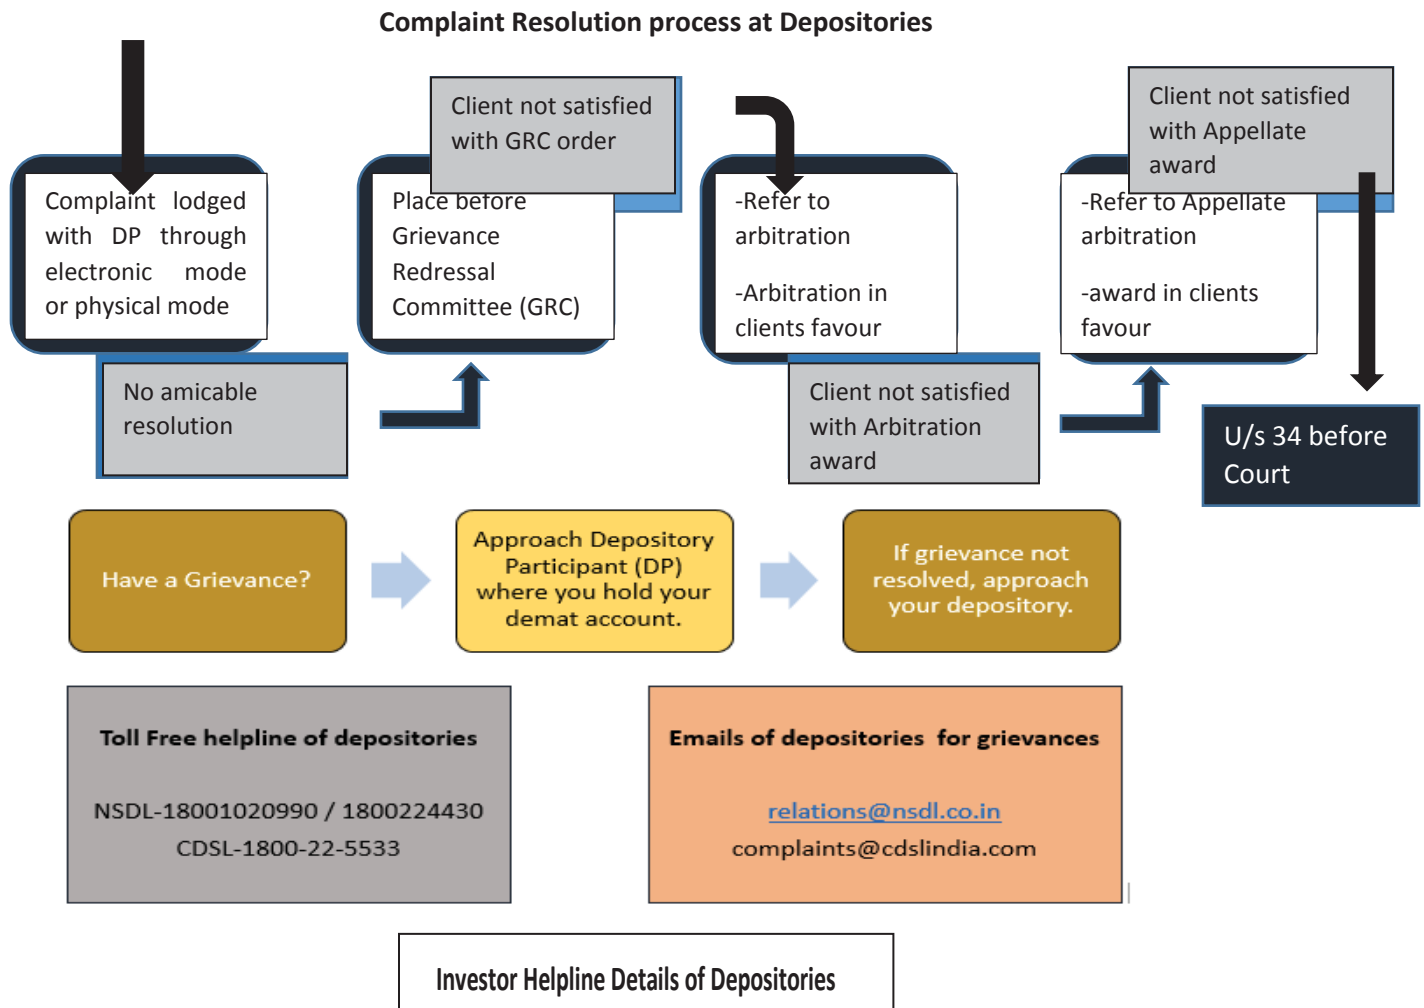 Complaint Resolution process at Depositories
Complaint lodged
with DP through
electronic mode
or physical mode
No amicable
resolution
Place before
Grievance
Redressal
Committee (GRC)
Client not satisfied
with GRC order
-Refer to
arbitration
-Arbitration in
clients favour
Client not satisfied
with Arbitration
award
-Refer to Appellate
arbitration
-award in clients
favour
Client not satisfied
with Appellate
award
U/s 34 before
Court
Have a Grievance?
Approach Depository
Participant (DP)
where you hold your
demat account.
If grievance not
resolved, approach
your depository.
Toll Free helpline of depositories
NSDL-18001020990 / 1800224430
CDSL-1800-22-5533
Emails of depositories for grievances
relations@nsdl.co.in
complaints@cdslindia.com
Investor Helpline Details of Depositories